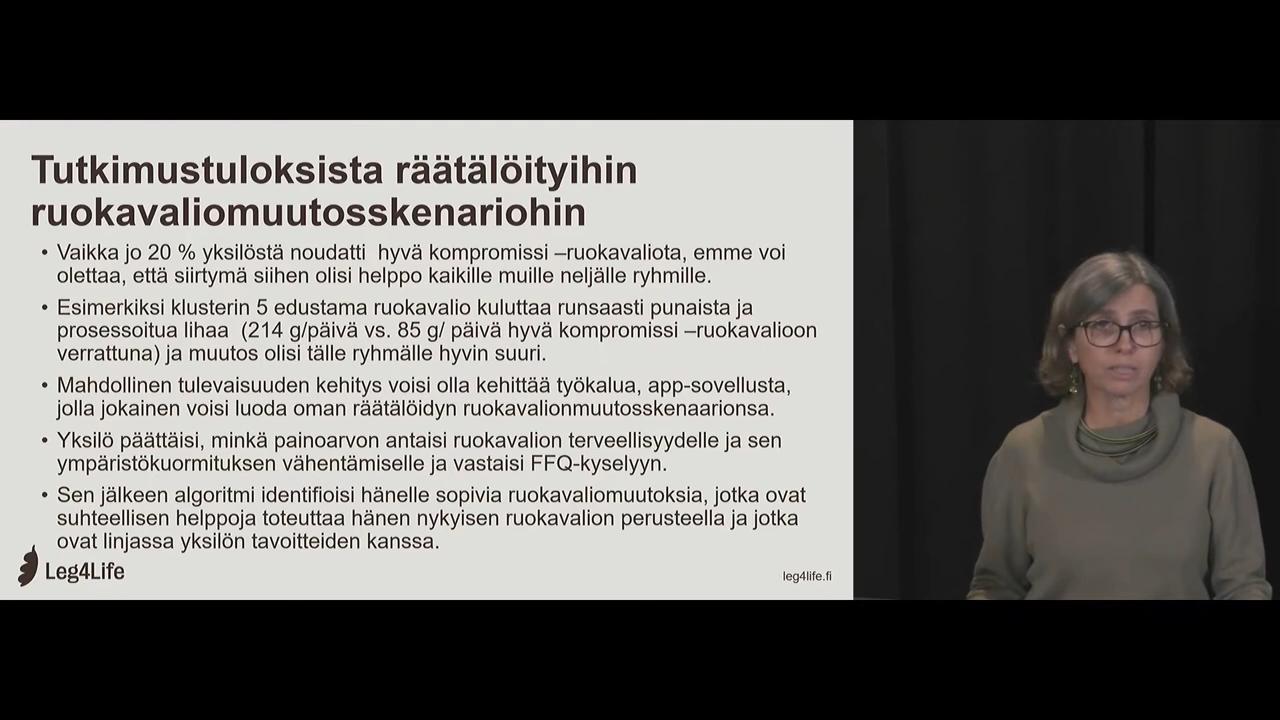 Tutkimustuloksista räätälöityihin
ruokavaliomuutosskenariohin
• Vaikka jo 20 % yksilöstä noudatti  hyvä kompromissi –ruokavaliota, emme voi
olettaa, että siirtymä siihen olisi helppo kaikille muille neljälle ryhmille.
• Esimerkiksi klusterin 5 edustama ruokavalio kuluttaa runsaasti punaista ja
prosessoitua lihaa  (214 g/päivä vs. 85 g/ päivä hyvä kompromissi –ruokavalioon
verrattuna) ja muutos olisi tälle ryhmälle hyvin suuri.
• Mahdollinen tulevaisuuden kehitys voisi olla kehittää työkalua, app-sovellusta,
jolla jokainen voisi luoda oman räätälöidyn ruokavalionmuutosskenaarionsa.
• Yksilö päättäisi, minkä painoarvon antaisi ruokavalion terveellisyydelle ja sen
ympäristökuormituksen vähentämiselle ja vastaisi FFQ-kyselyyn.
• Sen jälkeen algoritmi identifioisi hänelle sopivia ruokavaliomuutoksia, jotka ovat
suhteellisen helppoja toteuttaa hänen nykyisen ruokavalion perusteella ja jotka
ovat linjassa yksilön tavoitteiden kanssa.
Leg4Life
leg4life.fi